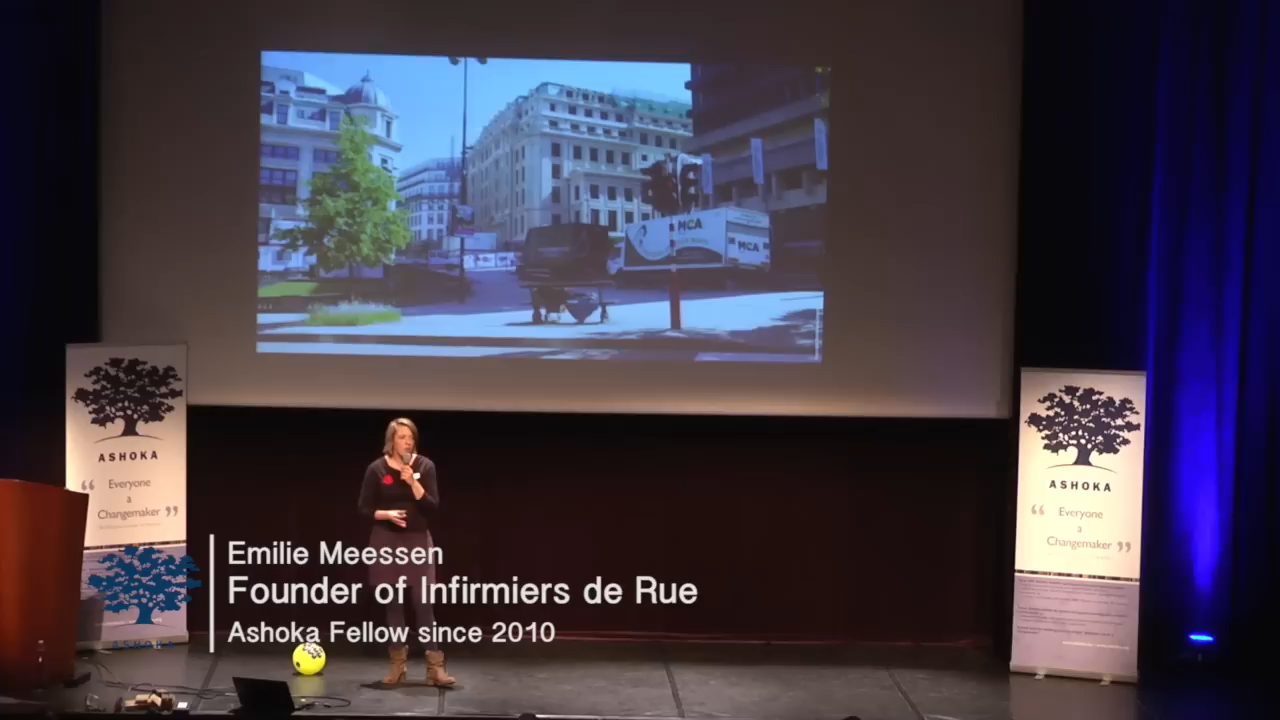 MCA
MCA
ASHOKA
“ Everyone
a
Changemaker ”
ASHOKA
“ Everyone
a
Changemaker ”
Emilie Meessen
Founder of Infirmiers de Rue
Ashoka Fellow since 2010
ASHOKA